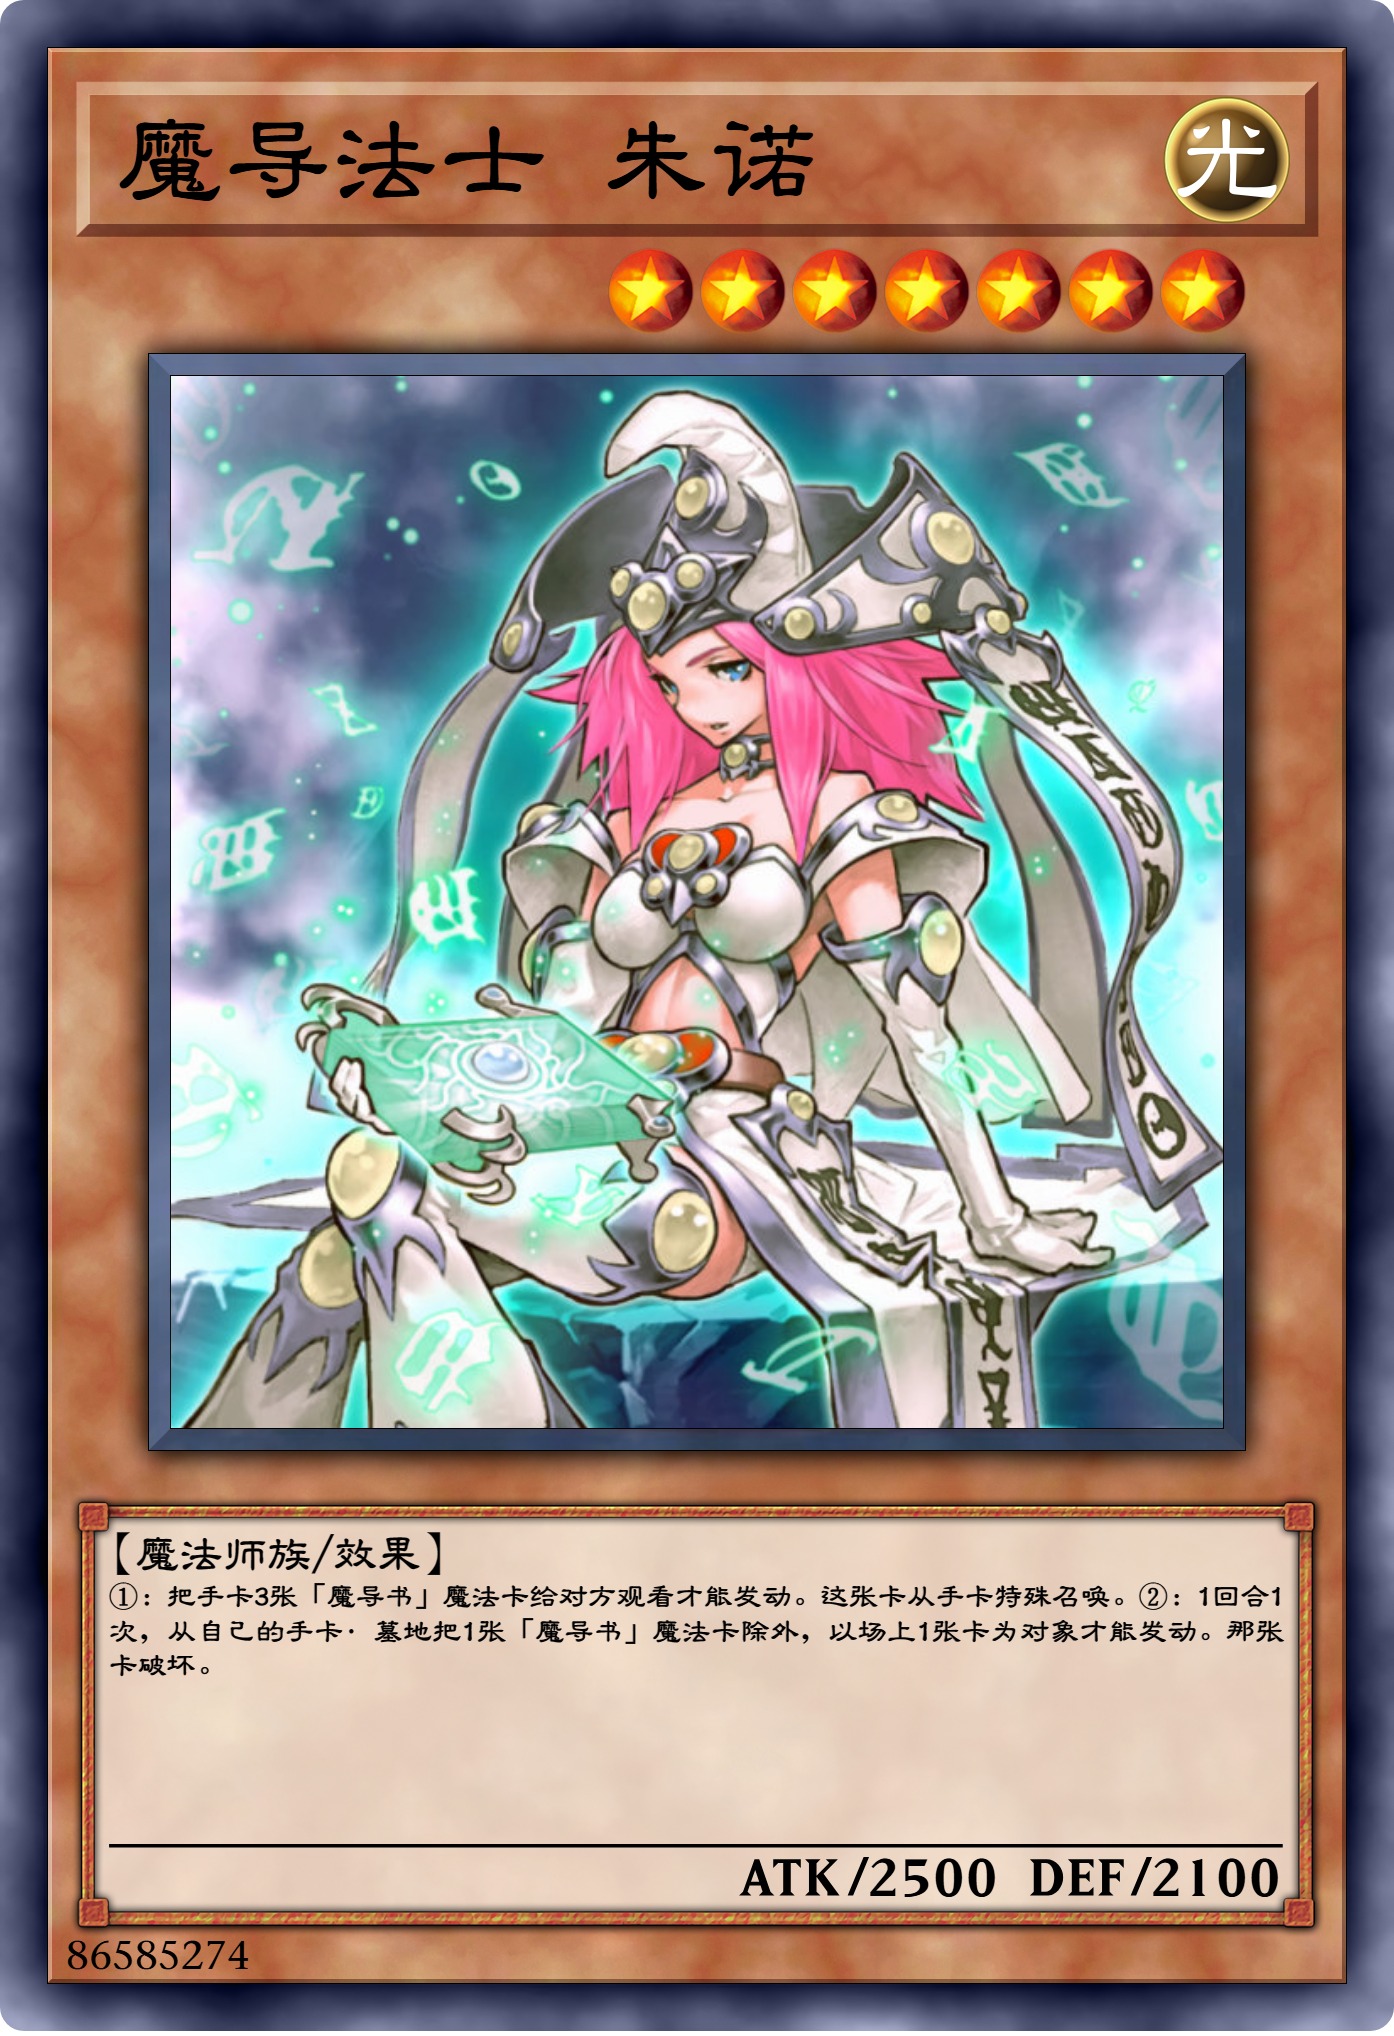 魔导法士 朱诺
光
【魔法师族/效果】
①：把手卡3张「魔导书」魔法卡给对方观看才能发动。这张卡从手卡特殊召唤。②：1回合1
次，从自己的手卡·墓地把1张「魔导书」魔法卡除外，以场上1张卡为对象才能发动。那张
卡破坏。
ATK/2500 DEF/2100
86585274